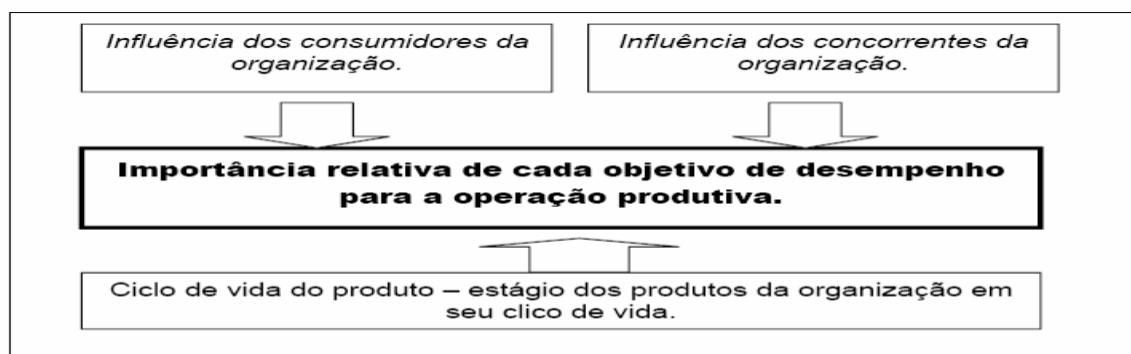 Influência dos consumidores da
organização.
Influência dos concorrentes da
organização.
Importância relativa de cada objetivo de desempenho
para a operação produtiva.
Ciclo de vida do produto – estágio dos produtos da organização em
seu clico de vida.